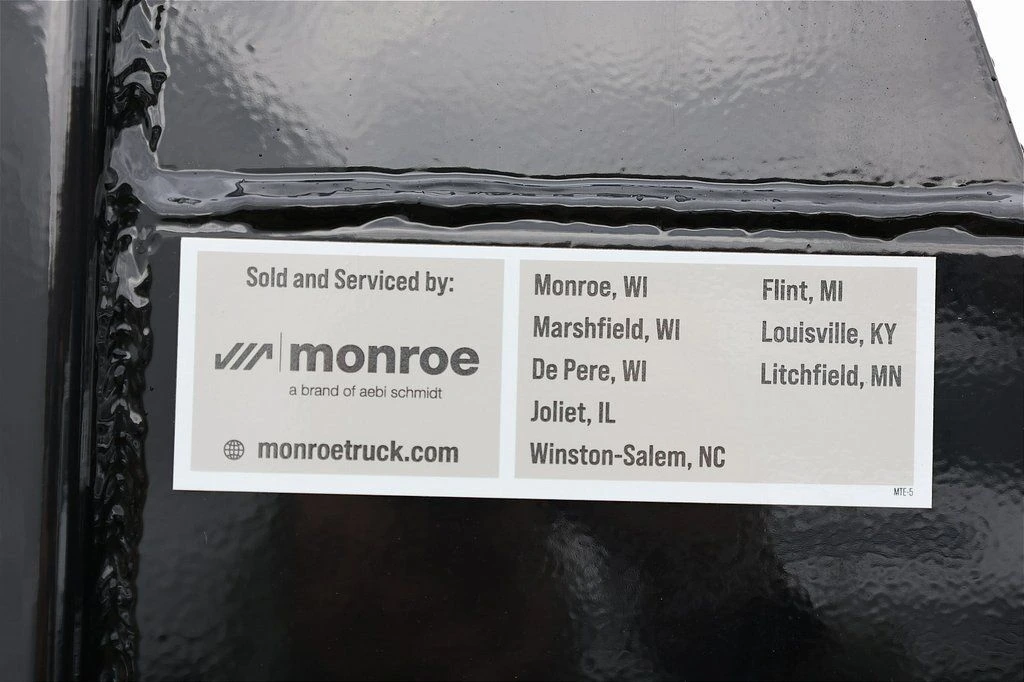 Sold and Serviced by:
monroe
a brand of aebi schmidt
monroetruck.com
Monroe, WI
Marshfield, WI
De Pere, WI
Joliet, IL
Winston-Salem, NC
Flint, MI
Louisville, KY
Litchfield, MN
MTE-5